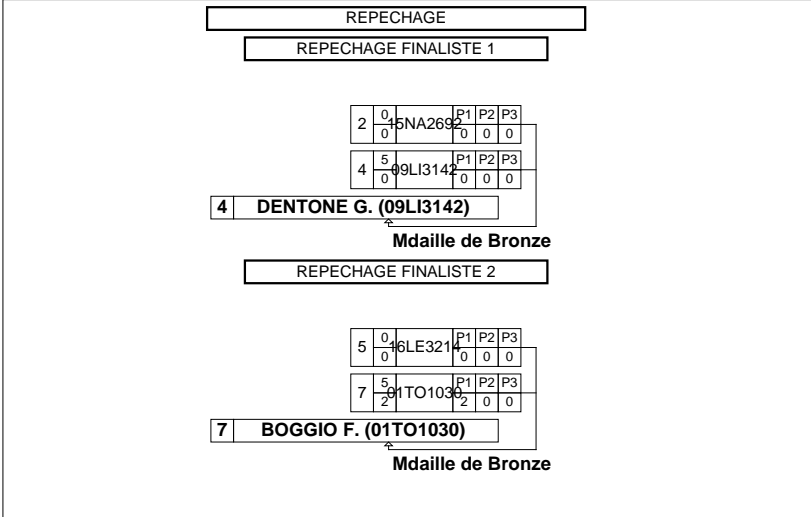 REPECHAGE
REPECHAGE FINALISTE 1
0 P1 P2 P3
2 15NA2692
0 0 0 0
5 P1 P2 P3
4 09LI3142
0 0 0 0
4 DENTONE G. (09LI3142)
Mdaille de Bronze
REPECHAGE FINALISTE 2
0 P1 P2 P3
5 16LE3214
0 0 0 0
5 P1 P2 P3
7 01TO1030
2 2 0 0
7 BOGGIO F. (01TO1030)
Mdaille de Bronze